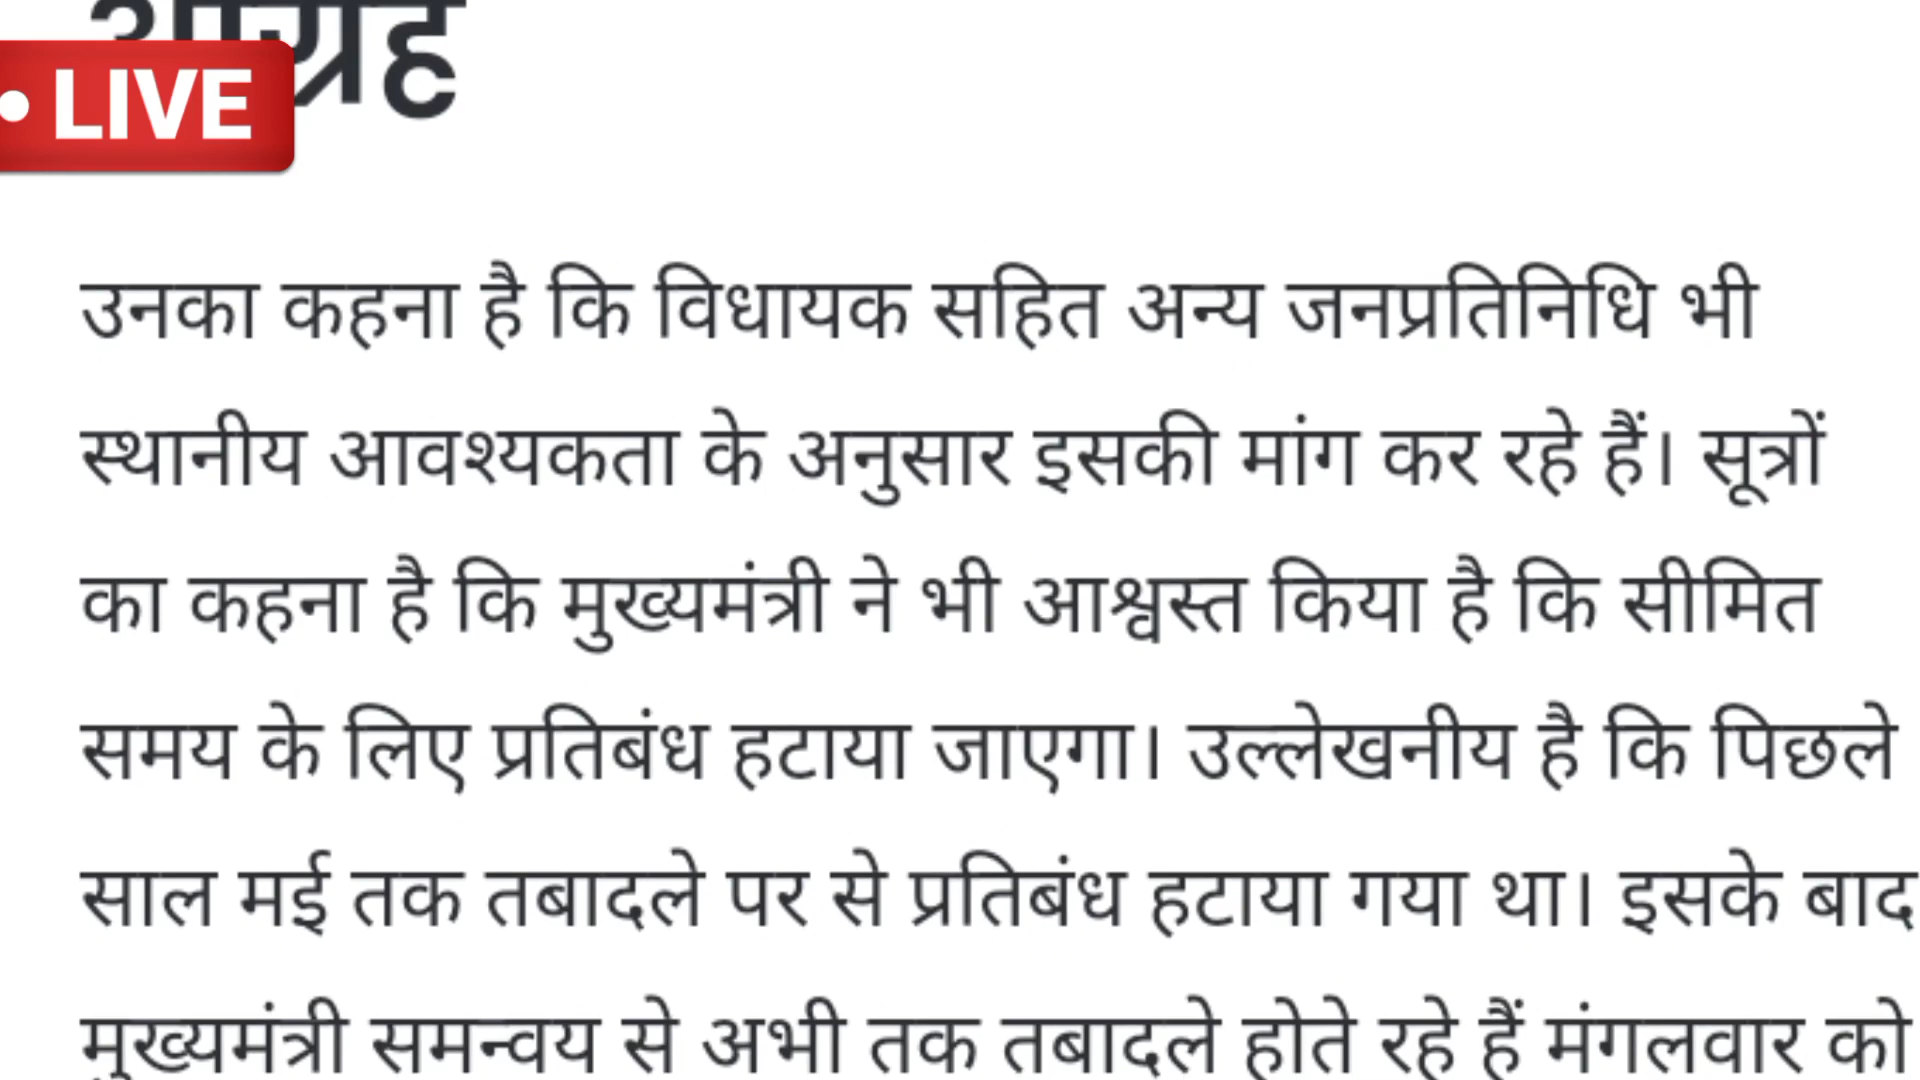 आग्रह
• LIVE
उनका कहना है कि विधायक सहित अन्य जनप्रतिनिधि भी
स्थानीय आवश्यकता के अनुसार इसकी मांग कर रहे हैं। सूत्रों
का कहना है कि मुख्यमंत्री ने भी आश्वस्त किया है कि सीमित
समय के लिए प्रतिबंध हटाया जाएगा। उल्लेखनीय है कि पिछले
साल मई तक तबादले पर से प्रतिबंध हटाया गया था। इसके बाद
मुख्यमंत्री समन्वय से अभी तक तबादले होते रहे हैं मंगलवार को